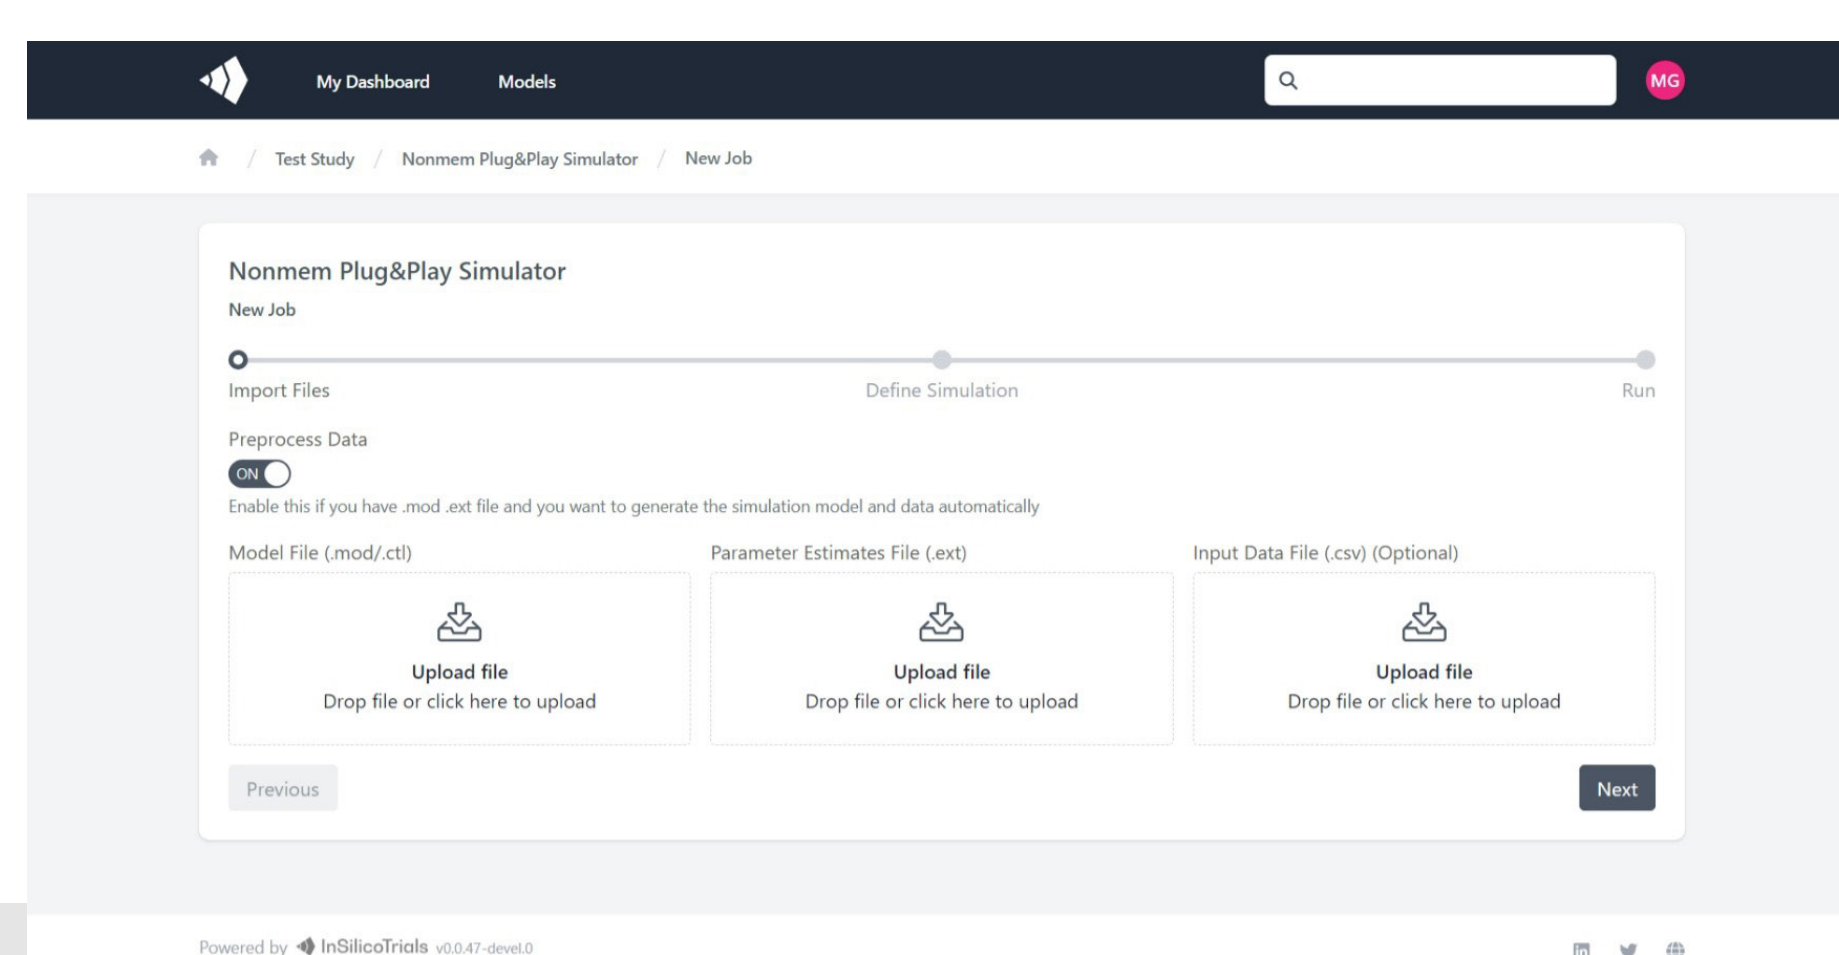 My Dashboard Models MG
/ Test Study / Nonmem Plug&Play Simulator / New Job
Nonmem Plug&Play Simulator
New Job
Import Files Define Simulation Run
Preprocess Data
ON
Enable this if you have .mod .ext file and you want to generate the simulation model and data automatically
Model File (.mod/.ctl) Parameter Estimates File (.ext) Input Data File (.csv) (Optional)
Upload file Upload file Upload file
Drop file or click here to upload Drop file or click here to upload Drop file or click here to upload
Previous Next
Powered by InSilicoTrials v0.0.47-devel.0 in